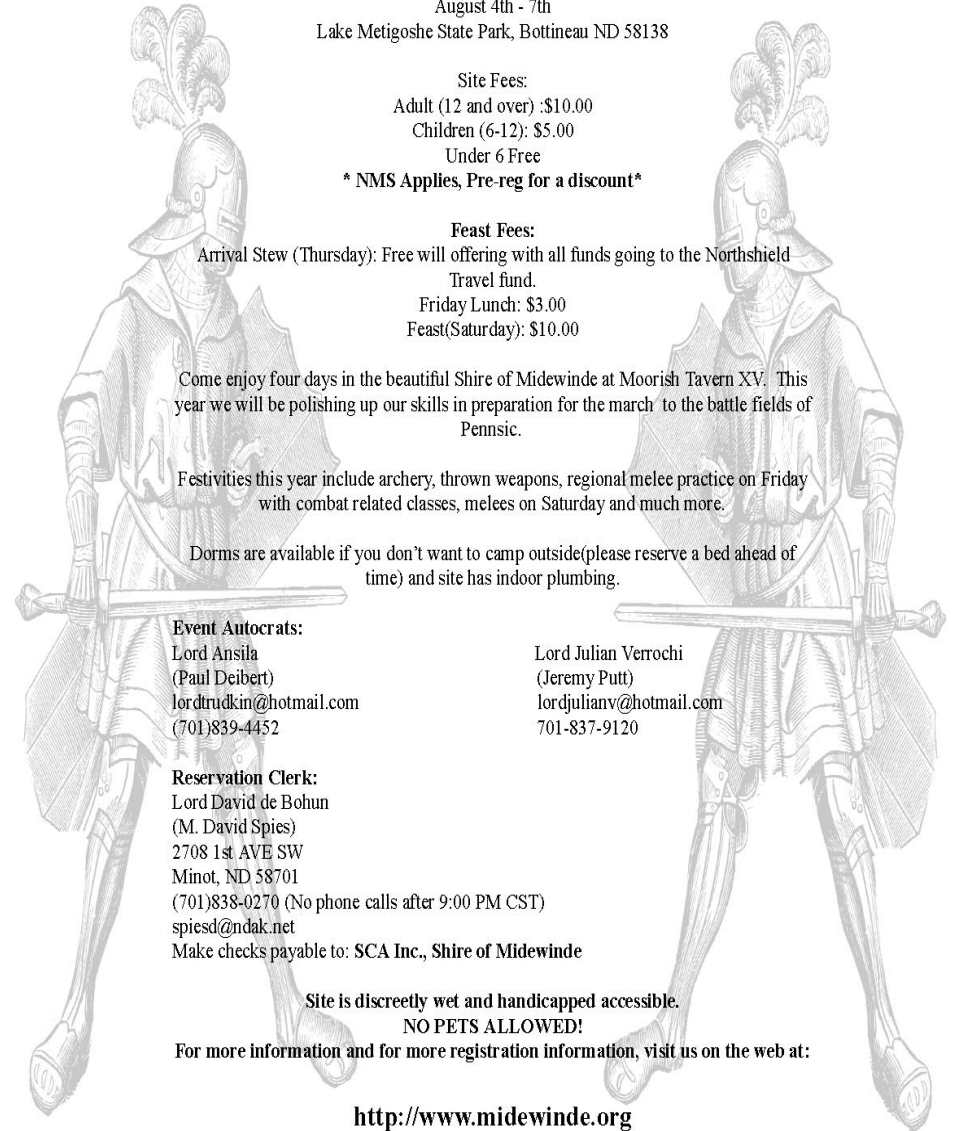 August 4th - 7th
Lake Metigoshe State Park, Bottineau ND 58138
Site Fees:
Adult (12 and over) :$10.00
Children (6-12): $5.00
Under 6 Free
* NMS Applies, Pre-reg for a discount*
Feast Fees:
Arrival Stew (Thursday): Free will offering with all funds going to the Northshield
Travel fund.
Friday Lunch: $3.00
Feast(Saturday): $10.00
Come enjoy four days in the beautiful Shire of Midewinde at Moorish Tavern XV. This
year we will be polishing up our skills in preparation for the march to the battle fields of
Pennsic.
Festivities this year include archery, thrown weapons, regional melee practice on Friday
with combat related classes, melees on Saturday and much more.
Dorms are available if you don't want to camp outside(please reserve a bed ahead of
time) and site has indoor plumbing.
Event Autocrats:
Lord Ansila Lord Julian Verrochi
(Paul Deibert) (Jeremy Putt)
lordtrudkin@hotmail.com lordjulianv@hotmail.com
(701)839-4452 701-837-9120
Reservation Clerk:
Lord David de Bohun
(M. David Spies)
2708 1st AVE SW
Minot, ND 58701
(701)838-0270 (No phone calls after 9:00 PM CST)
spiesd@ndak.net
Make checks payable to: SCA Inc., Shire of Midewinde
Site is discreetly wet and handicapped accessible.
NO PETS ALLOWED!
For more information and for more registration information, visit us on the web at:
http://www.midewinde.org